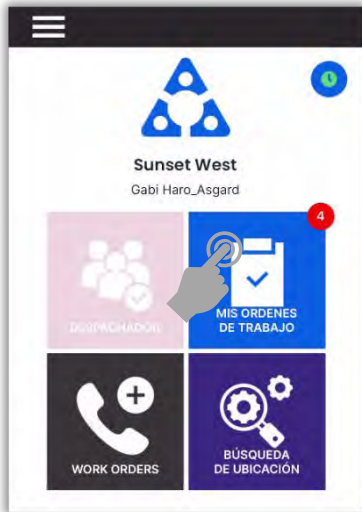 Sunset West
Gabi Haro_Asgard
4
DESPACHADOR
MIS ORDENES
DE TRABAJO
WORK ORDERS
BÚSQUEDA
DE UBICACIÓN